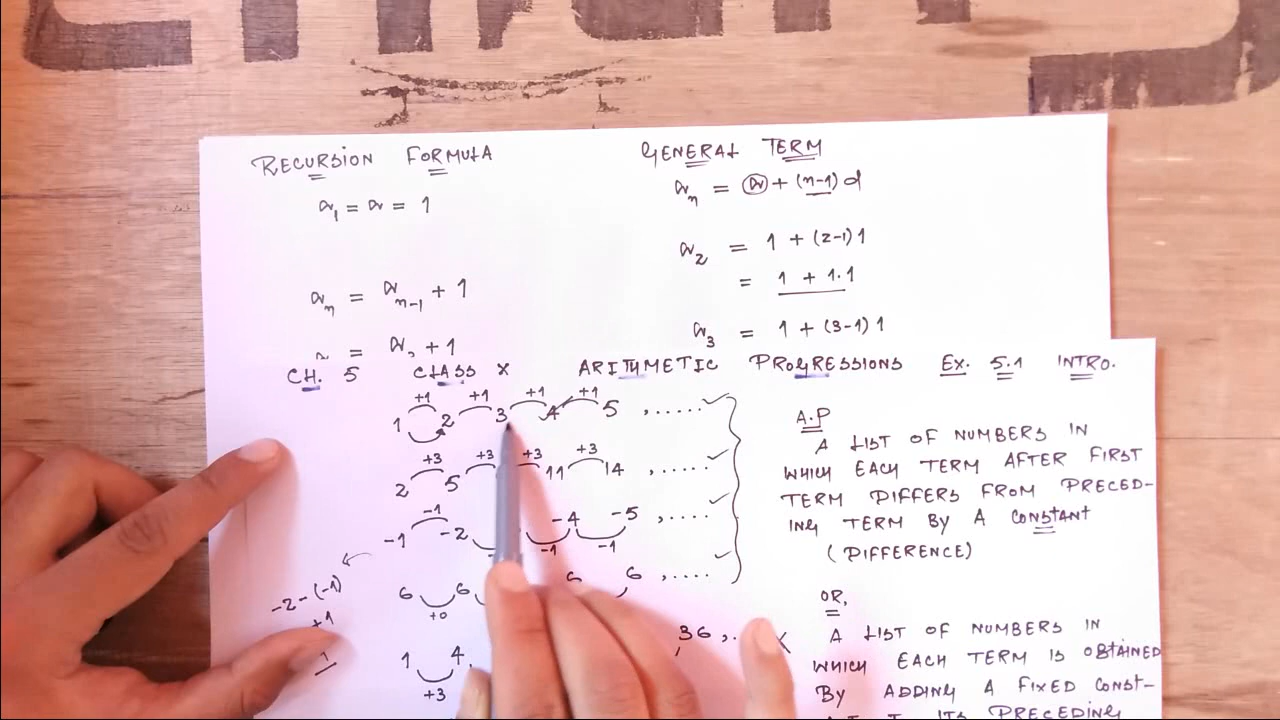 RECURSION FORMULA
a₁ = a = 1
aₙ = aₙ₋₁ + 1
+ 1
GENERAL TERM
aₙ = a + (n-1) d
a₂ = 1 + (2-1) 1
= 1 + 1.1
a₃ = 1 + (3-1) 1
CH. 5 CLASS X ARITMETIC PROGRESSIONS Ex. 5.1 INTRO.
+1 +1 +1 +1
1 2 3 4 5 , .....
+3 +3 +3 +3
2 5 11 14 , .....
-1
-1 -2 -4 -5 , ....
-1 -1
6 6 6 6 , ....
+0
1 4, 36, .
+3
-2-(-1)
+1
A.P
A LIST OF NUMBERS IN
WHICH EACH TERM AFTER FIRST
TERM DIFFERS FROM PRECED-
ING TERM BY A CONSTANT
(DIFFERENCE)
OR,
A LIST OF NUMBERS IN
WHICH EACH TERM IS OBTAINED
BY ADDING A FIXED CONST-
ITS PRECEDING